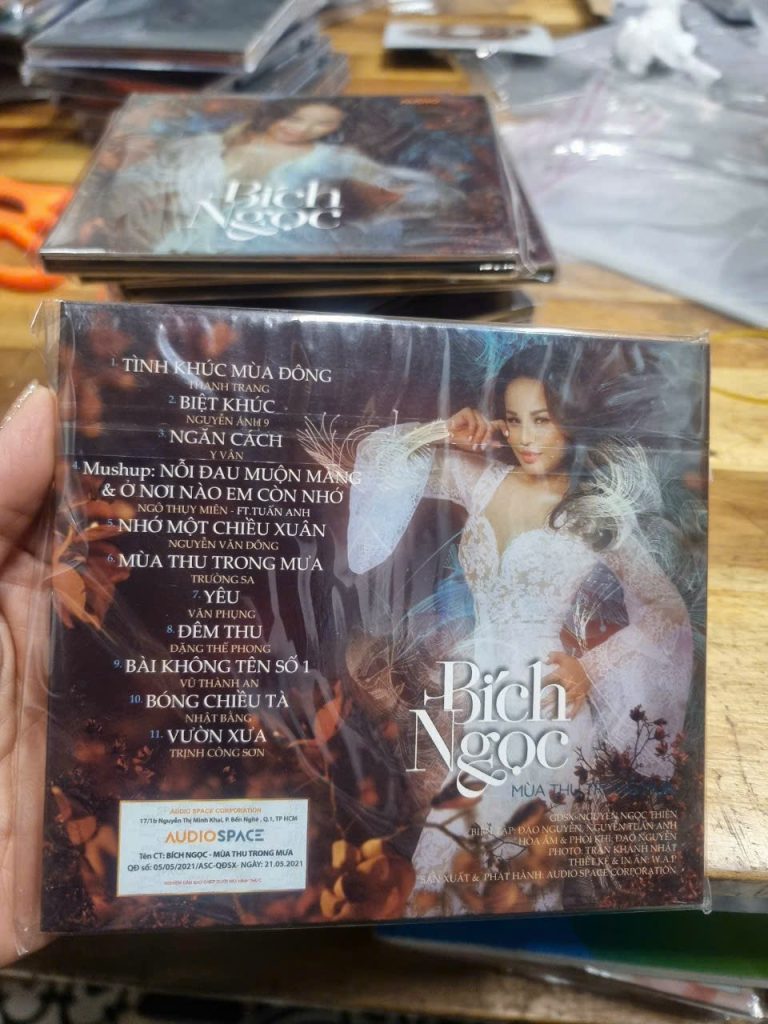 AUDIO
Bích
Ngọc
1. TÌNH KHÚC MÙA ĐÔNG
THANH TRANG
2. BIỆT KHÚC
NGUYỄN ÁNH 9
3. NGĂN CÁCH
Y VÂN
4. Mushup: NỖI ĐAU MUỘN MÀNG
& Ở NƠI NÀO EM CÒN NHỚ
NGÔ THỤY MIÊN - FT.TUẤN ANH
5. NHỚ MỘT CHIỀU XUÂN
NGUYỄN VĂN ĐÔNG
6. MÙA THU TRONG MƯA
TRƯỜNG SA
7. YÊU
VĂN PHỤNG
8. ĐÊM THU
ĐẶNG THẾ PHONG
9. BÀI KHÔNG TÊN SỐ 1
VŨ THÀNH AN
10. BÓNG CHIỀU TÀ
NHẬT BẰNG
11. VƯỜN XƯA
TRỊNH CÔNG SƠN
Bích
Ngọc
MÙA THU
GĐSX: NGUYỄN NGỌC THIỆN
BIÊN TẬP: ĐÀO NGUYÊN, NGUYỄN TUẤN ANH
HÒA ÂM & PHỐI KHÍ: ĐÀO NGUYÊN
PHOTO: TRẦN KHÁNH NHẬT
THIẾT KẾ & IN ẤN: W.A.P
SẢN XUẤT & PHÁT HÀNH: AUDIO SPACE CORPORATION
AUDIO SPACE CORPORATION
17/1b Nguyễn Thị Minh Khai, P. Bến Nghé, Q.1, TP HCM
AUDIOSPACE
Tên CT: BÍCH NGỌC - MÙA THU TRONG MƯA
QĐ số: 05/05/2021/ASC-QĐSX- NGÀY: 21.05.2021